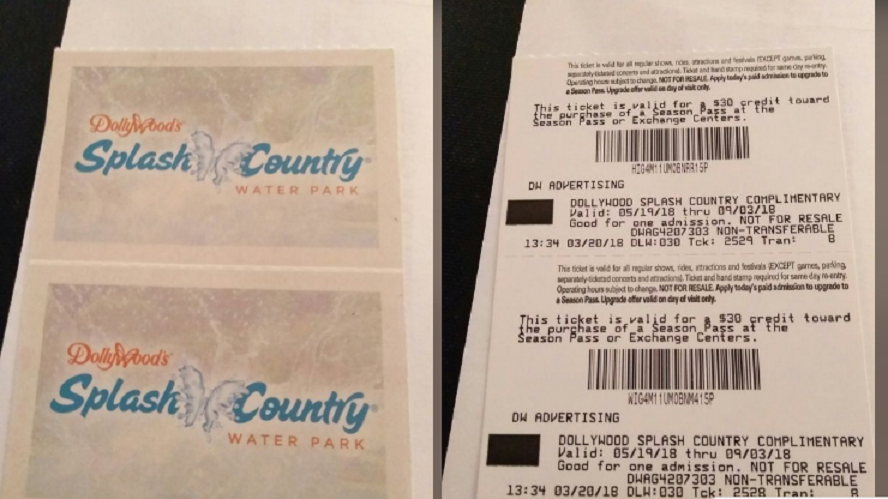 Dollywood's
Splash Country
WATER PARK
Dollywood's
Splash Country
WATER PARK
This ticket is valid for all regular shows, rides, attractions and festivals (EXCEPT games, parking,
separately-ticketed concerts and attractions). Ticket and hand stamp required for same day re-entry.
Operating hours subject to change. NOT FOR RESALE. Apply today's paid admission to upgrade to
a Season Pass. Upgrade offer valid on day of visit only.
This ticket is valid for a $30 credit toward
the purchase of a Season Pass at the
Season Pass or Exchange Centers.
DW ADVERTISING
DOLLYWOOD SPLASH COUNTRY COMPLIMENTARY
Valid: 05/19/18 thru 09/03/18
Good for one admission. NOT FOR RESALE
DWAG4207303 NON-TRANSFERABLE
13:34 03/20/18 DLW:030 Tck: 2529 Tran: 8
This ticket is valid for all regular shows, rides, attractions and festivals (EXCEPT games, parking,
separately-ticketed concerts and attractions). Ticket and hand stamp required for same day re-entry.
Operating hours subject to change. NOT FOR RESALE. Apply today's paid admission to upgrade to
a Season Pass. Upgrade offer valid on day of visit only.
This ticket is valid for a $30 credit toward
the purchase of a Season Pass at the
Season Pass or Exchange Centers.
DW ADVERTISING
DOLLYWOOD SPLASH COUNTRY COMPLIMENTARY
Valid: 05/19/18 thru 09/03/18
Good for one admission. NOT FOR RESALE
DWAG4207303 NON-TRANSFERABLE
13:34 03/20/18 DLW:030 Tck: 2528 Tran: 8